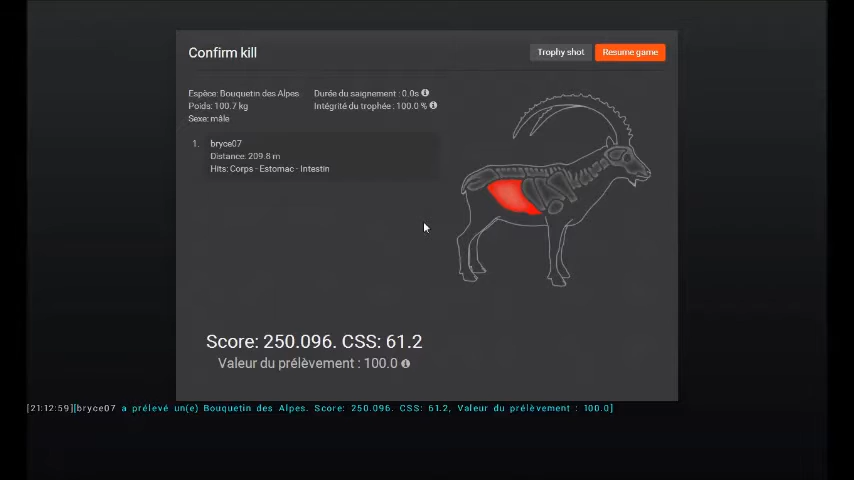 Confirm kill
Trophy shot
Resume game
Espèce: Bouquetin des Alpes
Poids: 100.7 kg
Sexe: mâle
Durée du saignement : 0.0s
Intégrité du trophée : 100.0 %
1. bryce07
Distance: 209.8 m
Hits: Corps - Estomac - Intestin
Score: 250.096. CSS: 61.2
Valeur du prélèvement : 100.0
[21:12:59][bryce07 a prélevé un(e) Bouquetin des Alpes. Score: 250.096. CSS: 61.2, Valeur du prélèvement : 100.0]